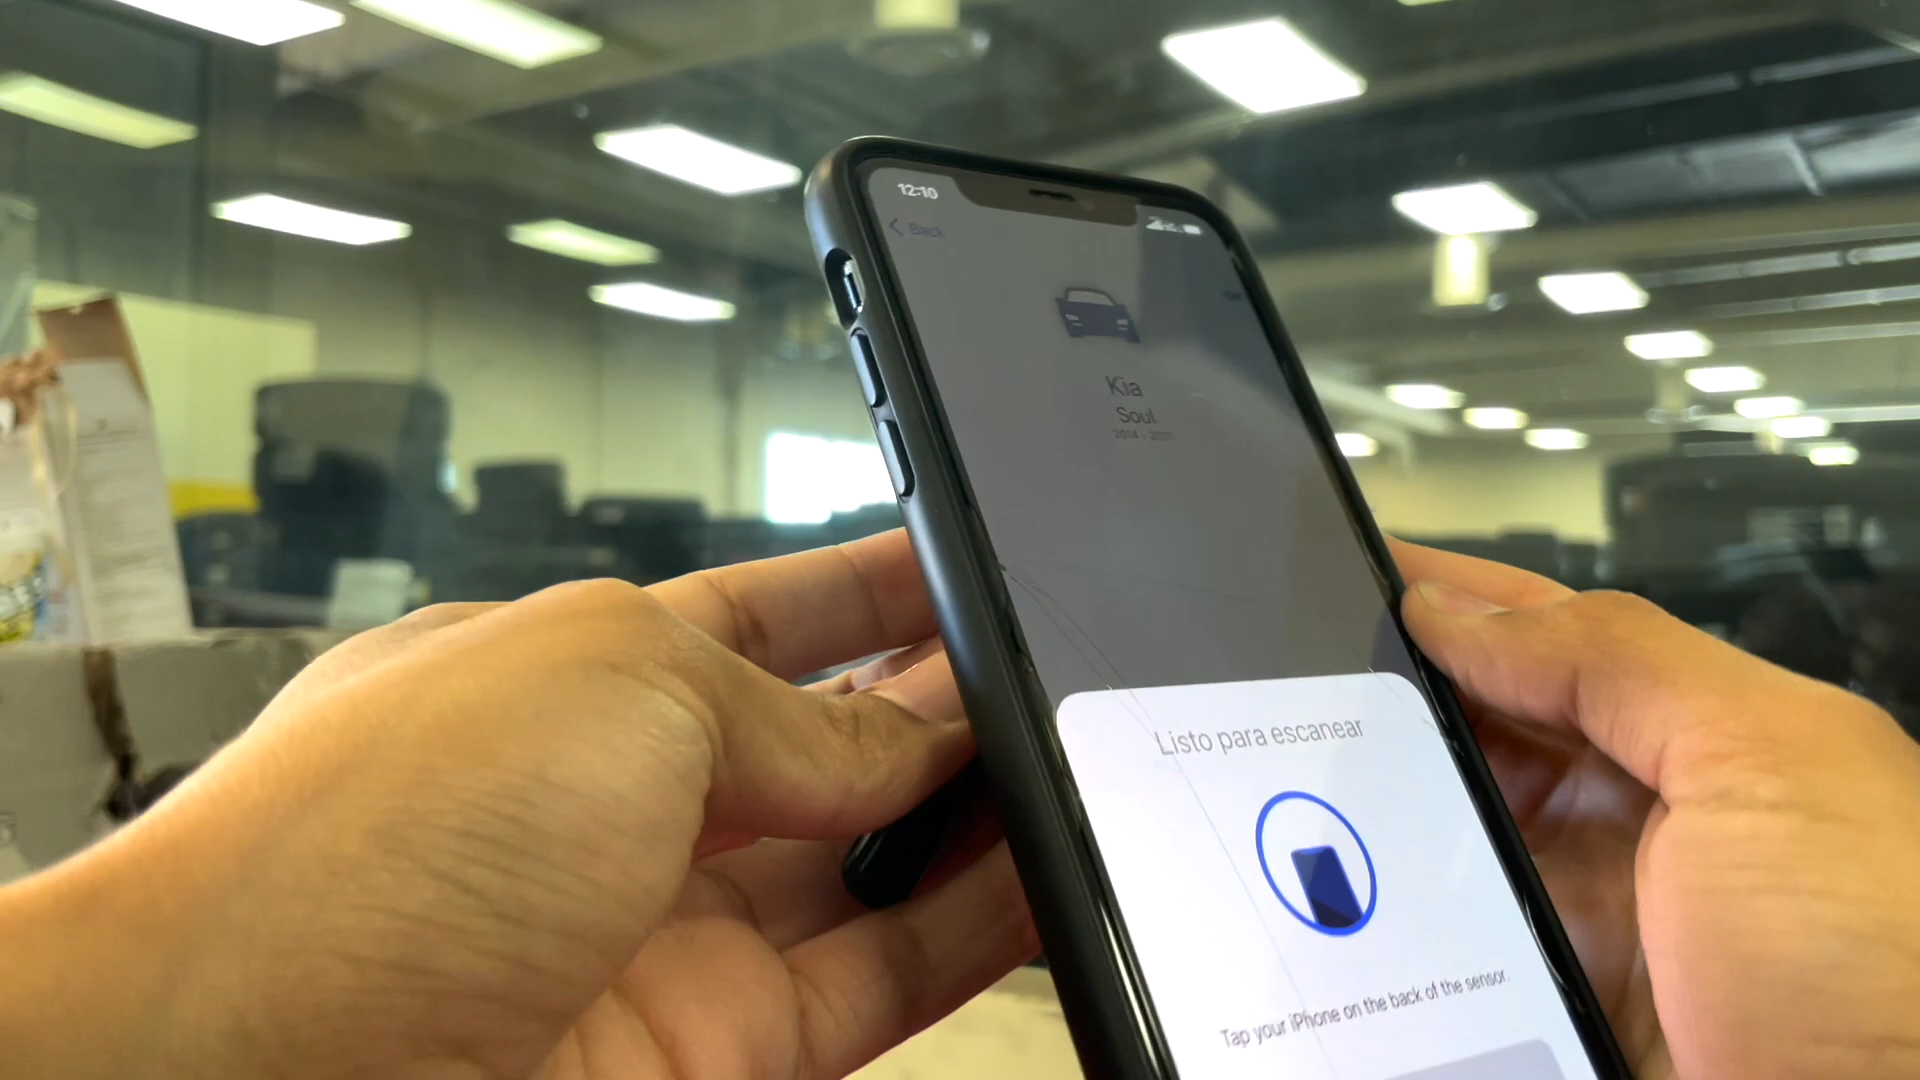 12:10
Back
Kia
Soul
Listo para escanear
Tap your iPhone on the back of the sensor.